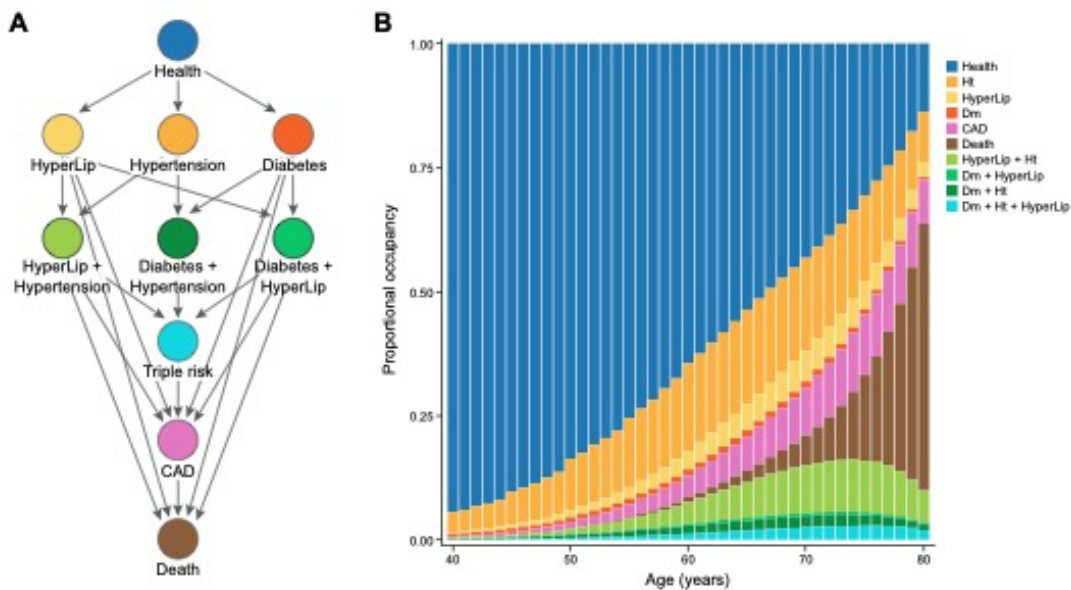 A
Health
HyperLip
Hypertension
Diabetes
HyperLip +
Hypertension
Diabetes +
Hypertension
Diabetes +
HyperLip
Triple risk
CAD
Death
B
Proportional occupancy
1.00
0.75
0.50
0.25
0.00
40
50
60
70
80
Age (years)
Health
Ht
HyperLip
Dm
CAD
Death
HyperLip + Ht
Dm + HyperLip
Dm + Ht
Dm + Ht + HyperLip